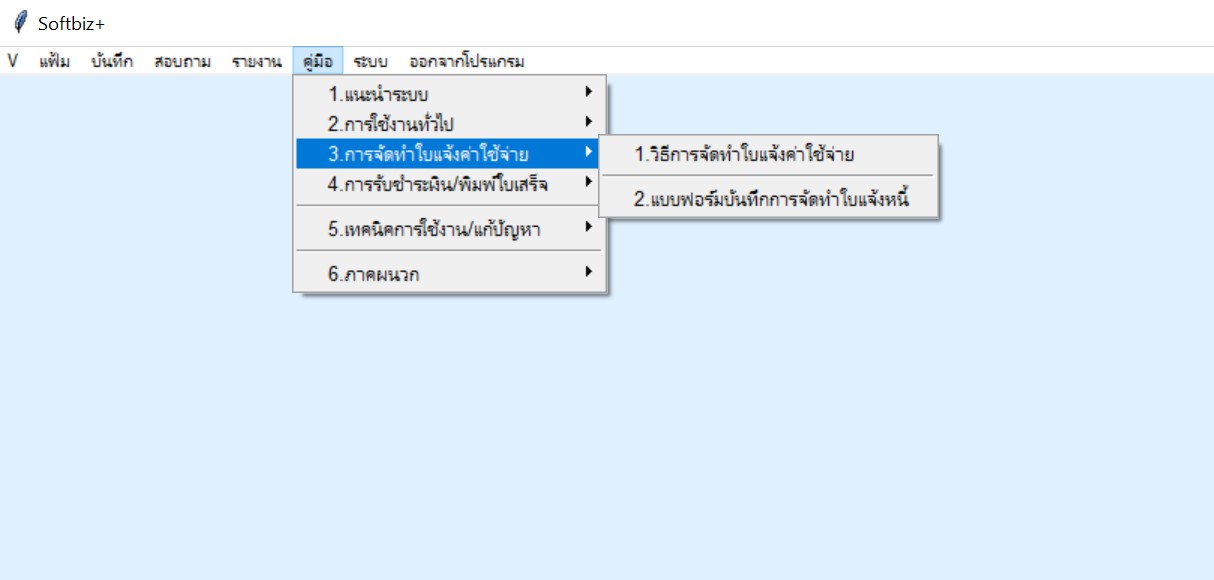 Softbiz+
V แฟ้ม บันทึก สอบถาม รายงาน คู่มือ ระบบ ออกจากโปรแกรม
1.แนะนำระบบ
2.การใช้งานทั่วไป
3.การจัดทำใบแจ้งค่าใช้จ่าย
1.วิธีการจัดทำใบแจ้งค่าใช้จ่าย
4.การรับชำระเงิน/พิมพ์ใบเสร็จ
2.แบบฟอร์มบันทึกการจัดทำใบแจ้งหนี้
5.เทคนิคการใช้งาน/แก้ปัญหา
6.ภาคผนวก